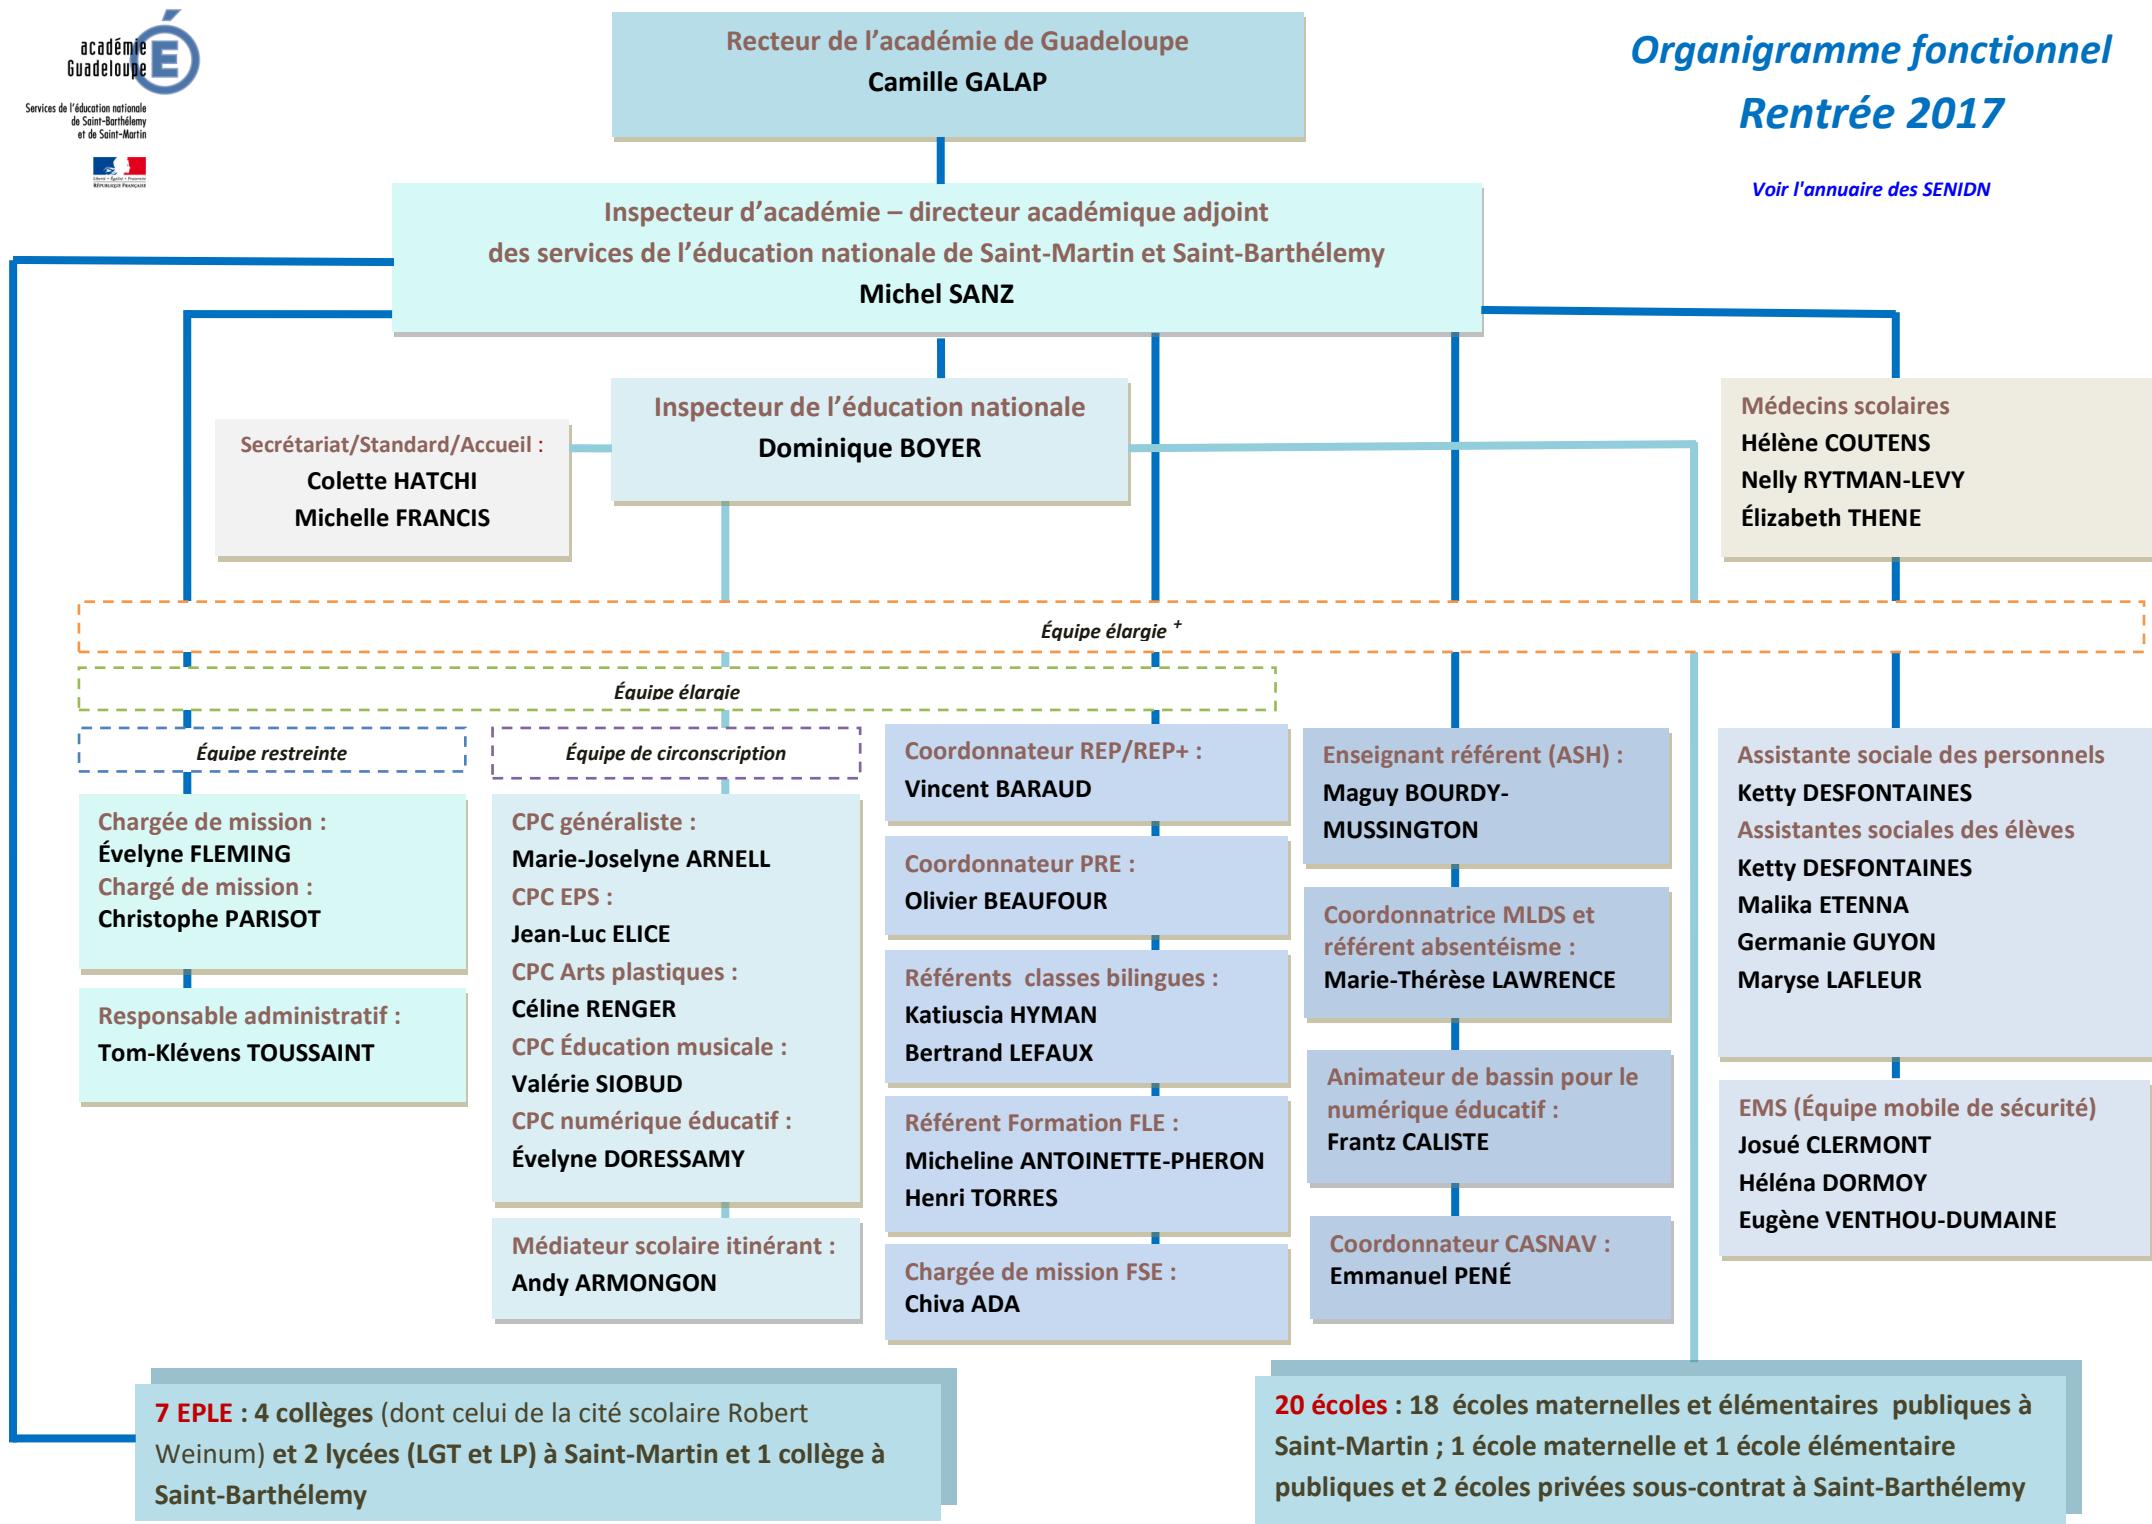 académie
Guadeloupe
Services de l'éducation nationale
de Saint-Barthélemy
et de Saint-Martin
Liberté • Égalité • Fraternité
RÉPUBLIQUE FRANÇAISE
Recteur de l'académie de Guadeloupe
Camille GALAP
Organigramme fonctionnel
Rentrée 2017
Voir l'annuaire des SENIDN
Inspecteur d'académie – directeur académique adjoint
des services de l'éducation nationale de Saint-Martin et Saint-Barthélemy
Michel SANZ
Inspecteur de l'éducation nationale
Dominique BOYER
Secrétariat/Standard/Accueil :
Colette HATCHI
Michelle FRANCIS
Médecins scolaires
Hélène COUTENS
Nelly RYTMAN-LEVY
Élizabeth THENE
Équipe élargie +
Équipe élargie
Équipe restreinte
Chargée de mission :
Évelyne FLEMING
Chargé de mission :
Christophe PARISOT
Responsable administratif :
Tom-Klévens TOUSSAINT
Équipe de circonscription
CPC généraliste :
Marie-Joselyne ARNELL
CPC EPS :
Jean-Luc ELICE
CPC Arts plastiques :
Céline RENGER
CPC Éducation musicale :
Valérie SIOBUD
CPC numérique éducatif :
Évelyne DORESSAMY
Médiateur scolaire itinérant :
Andy ARMONGON
Coordonnateur REP/REP+ :
Vincent BARAUD
Coordonnateur PRE :
Olivier BEAUFOUR
Référents classes bilingues :
Katiuscia HYMAN
Bertrand LEFAUX
Référent Formation FLE :
Micheline ANTOINETTE-PHERON
Henri TORRES
Chargée de mission FSE :
Chiva ADA
Enseignant référent (ASH) :
Maguy BOURDY-
MUSSINGTON
Coordonnatrice MLDS et
référent absentéisme :
Marie-Thérèse LAWRENCE
Animateur de bassin pour le
numérique éducatif :
Frantz CALISTE
Coordonnateur CASNAV :
Emmanuel PENÉ
Assistante sociale des personnels
Ketty DESFONTAINES
Assistantes sociales des élèves
Ketty DESFONTAINES
Malika ETENNA
Germanie GUYON
Maryse LAFLEUR
EMS (Équipe mobile de sécurité)
Josué CLERMONT
Héléna DORMOY
Eugène VENTHOU-DUMAINE
7 EPLE : 4 collèges (dont celui de la cité scolaire Robert
Weinum) et 2 lycées (LGT et LP) à Saint-Martin et 1 collège à
Saint-Barthélemy
20 écoles : 18 écoles maternelles et élémentaires publiques à
Saint-Martin ; 1 école maternelle et 1 école élémentaire
publiques et 2 écoles privées sous-contrat à Saint-Barthélemy